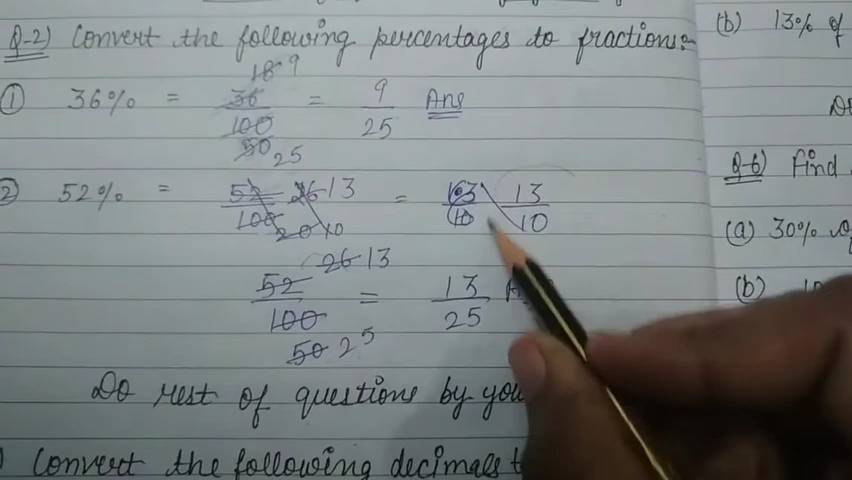 Q-2) Convert the following percentages to fractions:-
18 9
① 36% = 36/100 = 9/25 Ans
50 25
② 52% = 52/100 26 13 = 13/10
20 10
26 13
52/100 = 13/25
50 25
Do rest of questions by you
Convert the following decimals t
(b) 13% of
Q-6) Find
(a) 30%
(b)